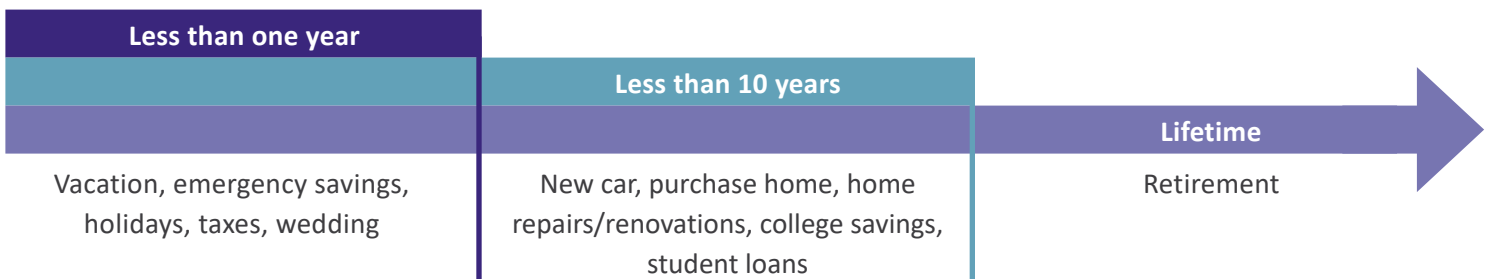 Less than one year
Less than 10 years
Lifetime
Vacation, emergency savings,
holidays, taxes, wedding
New car, purchase home, home
repairs/renovations, college savings,
student loans
Retirement